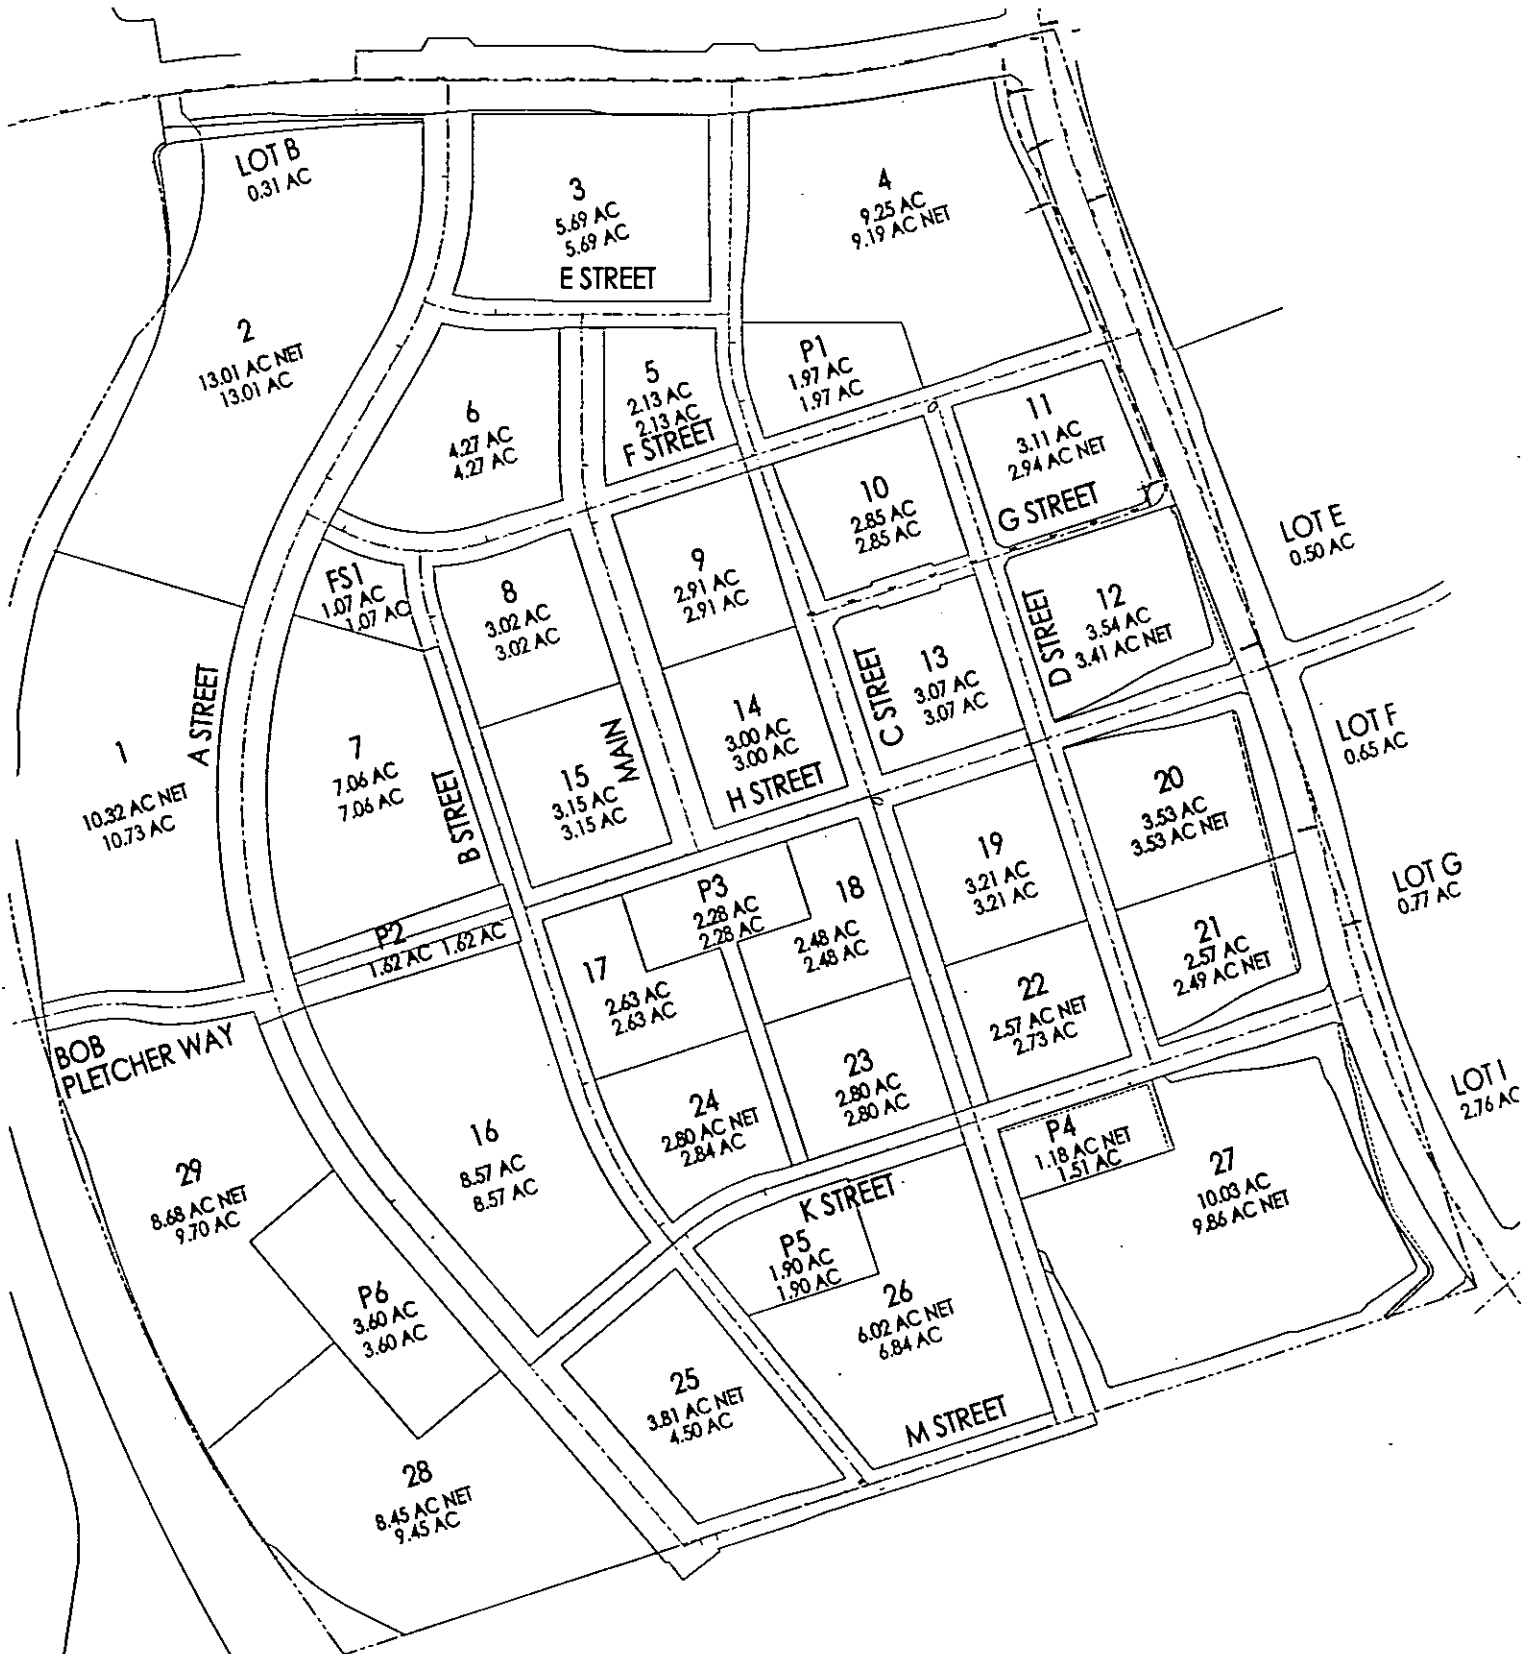 LOT B
0.31 AC
3
5.69 AC
5.69 AC
E STREET
4
9.25 AC
9.19 AC NET
2
13.01 AC NET
13.01 AC
6
4.27 AC
4.27 AC
5
2.13 AC
2.13 AC
F STREET
P1
1.97 AC
1.97 AC
11
3.11 AC
2.94 AC NET
G STREET
10
2.85 AC
2.85 AC
LOT E
0.50 AC
FS1
1.07 AC
1.07 AC
8
3.02 AC
3.02 AC
9
2.91 AC
2.91 AC
12
3.54 AC
3.41 AC NET
D STREET
C STREET
13
3.07 AC
3.07 AC
A STREET
1
10.32 AC NET
10.73 AC
7
7.06 AC
7.06 AC
B STREET
15
3.15 AC
3.15 AC
MAIN
14
3.00 AC
3.00 AC
H STREET
LOT F
0.65 AC
20
3.53 AC
3.53 AC NET
19
3.21 AC
3.21 AC
LOT G
0.77 AC
P3
2.28 AC
2.28 AC
18
2.48 AC
2.48 AC
P2
1.62 AC 1.62 AC
17
2.63 AC
2.63 AC
21
2.57 AC
2.49 AC NET
22
2.57 AC NET
2.73 AC
BOB
PLETCHER WAY
23
2.80 AC
2.80 AC
24
2.80 AC NET
2.84 AC
LOT I
2.76 AC
16
8.57 AC
8.57 AC
P4
1.18 AC NET
1.51 AC
27
10.03 AC
9.86 AC NET
29
8.68 AC NET
9.70 AC
K STREET
P5
1.90 AC
1.90 AC
26
6.02 AC NET
6.84 AC
P6
3.60 AC
3.60 AC
25
3.81 AC NET
4.50 AC
M STREET
28
8.45 AC NET
9.45 AC